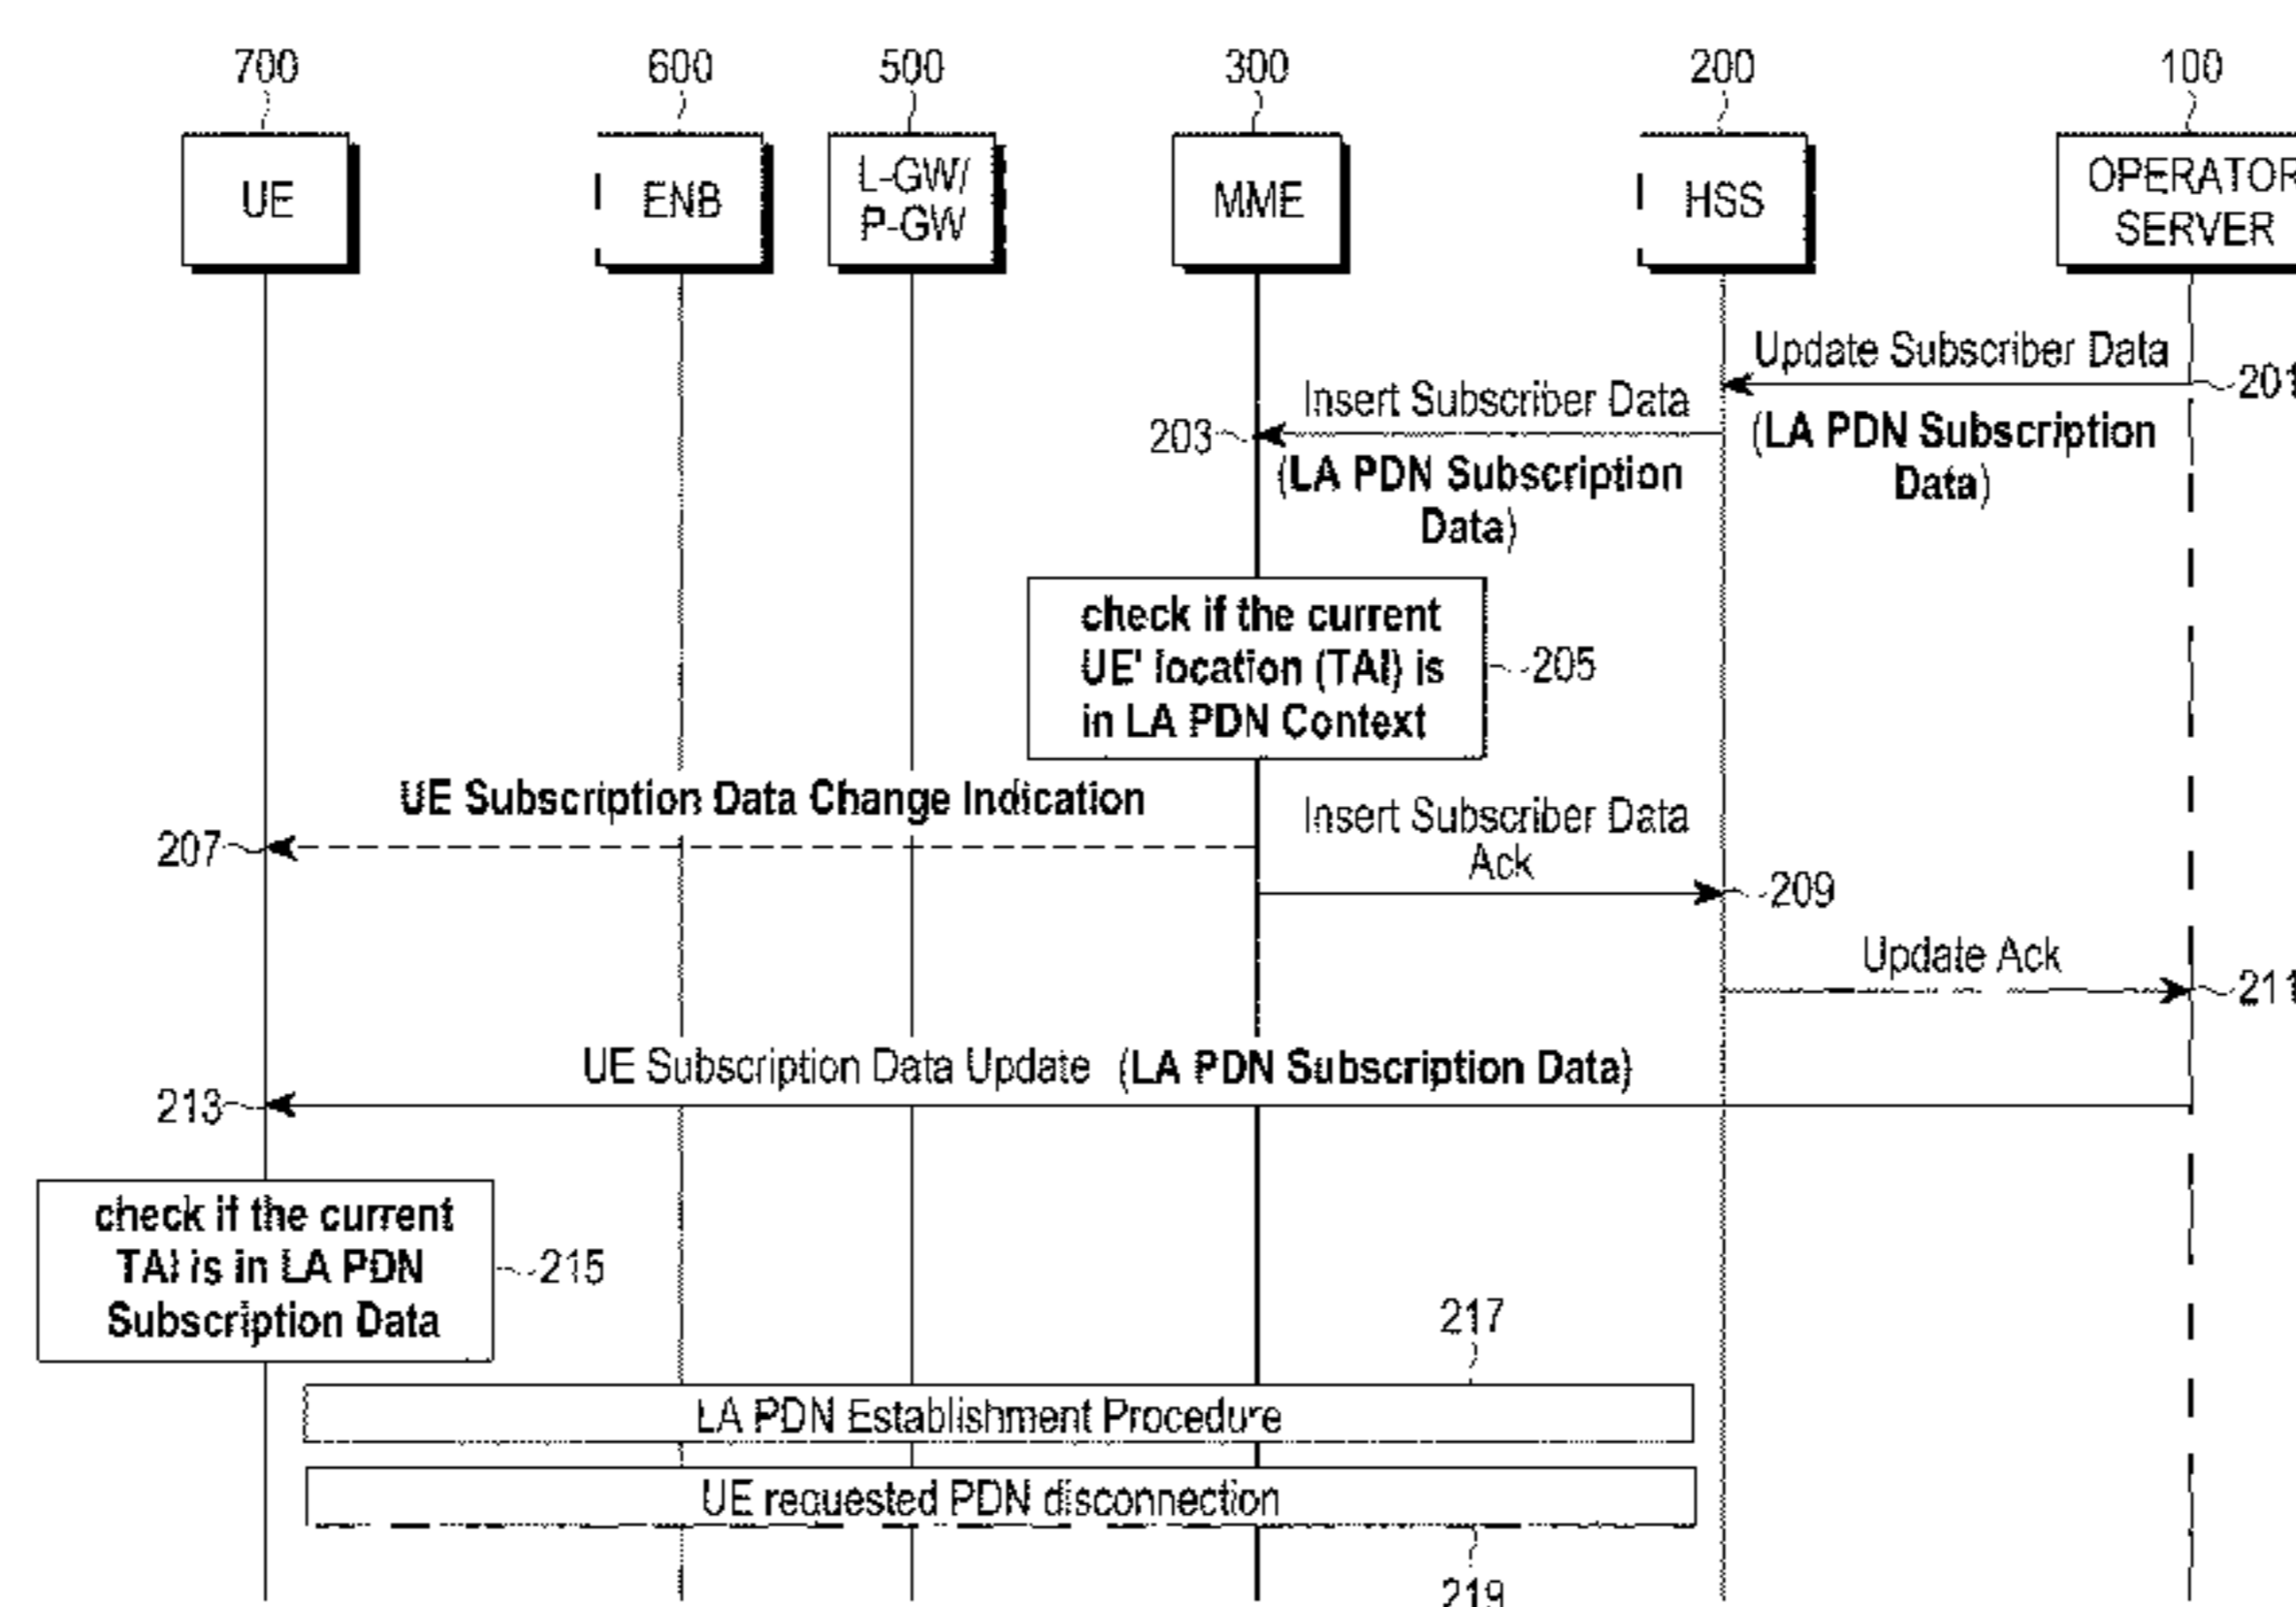 700
600
500
300
200
100
UE
ENB
L-GW/
P-GW
MME
HSS
OPERATOR
SERVER
Update Subscriber Data
201
(LA PDN Subscription
Data)
Insert Subscriber Data
203
(LA PDN Subscription
Data)
check if the current
UE' location (TAI) is
in LA PDN Context
205
UE Subscription Data Change Indication
207
Insert Subscriber Data
Ack
209
Update Ack
211
UE Subscription Data Update (LA PDN Subscription Data)
213
check if the current
TAI is in LA PDN
Subscription Data
215
217
LA PDN Establishment Procedure
UE requested PDN disconnection
219